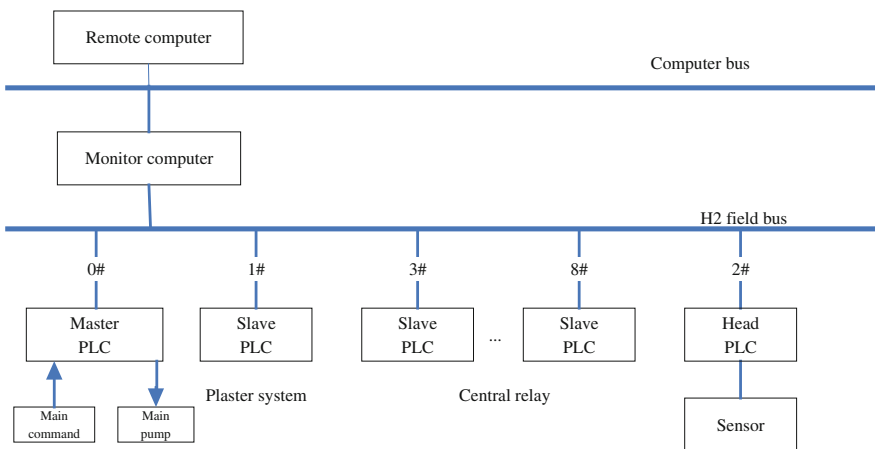 Remote computer
Computer bus
Monitor computer
H2 field bus
0#
1#
3#
8#
2#
Master
PLC
Slave
PLC
Slave
PLC
...
Slave
PLC
Head
PLC
Plaster system
Central relay
Main
command
Main
pump
Sensor